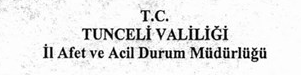 T.C.
TUNCELİ VALİLİĞİ
İl Afet ve Acil Durum Müdürlüğü